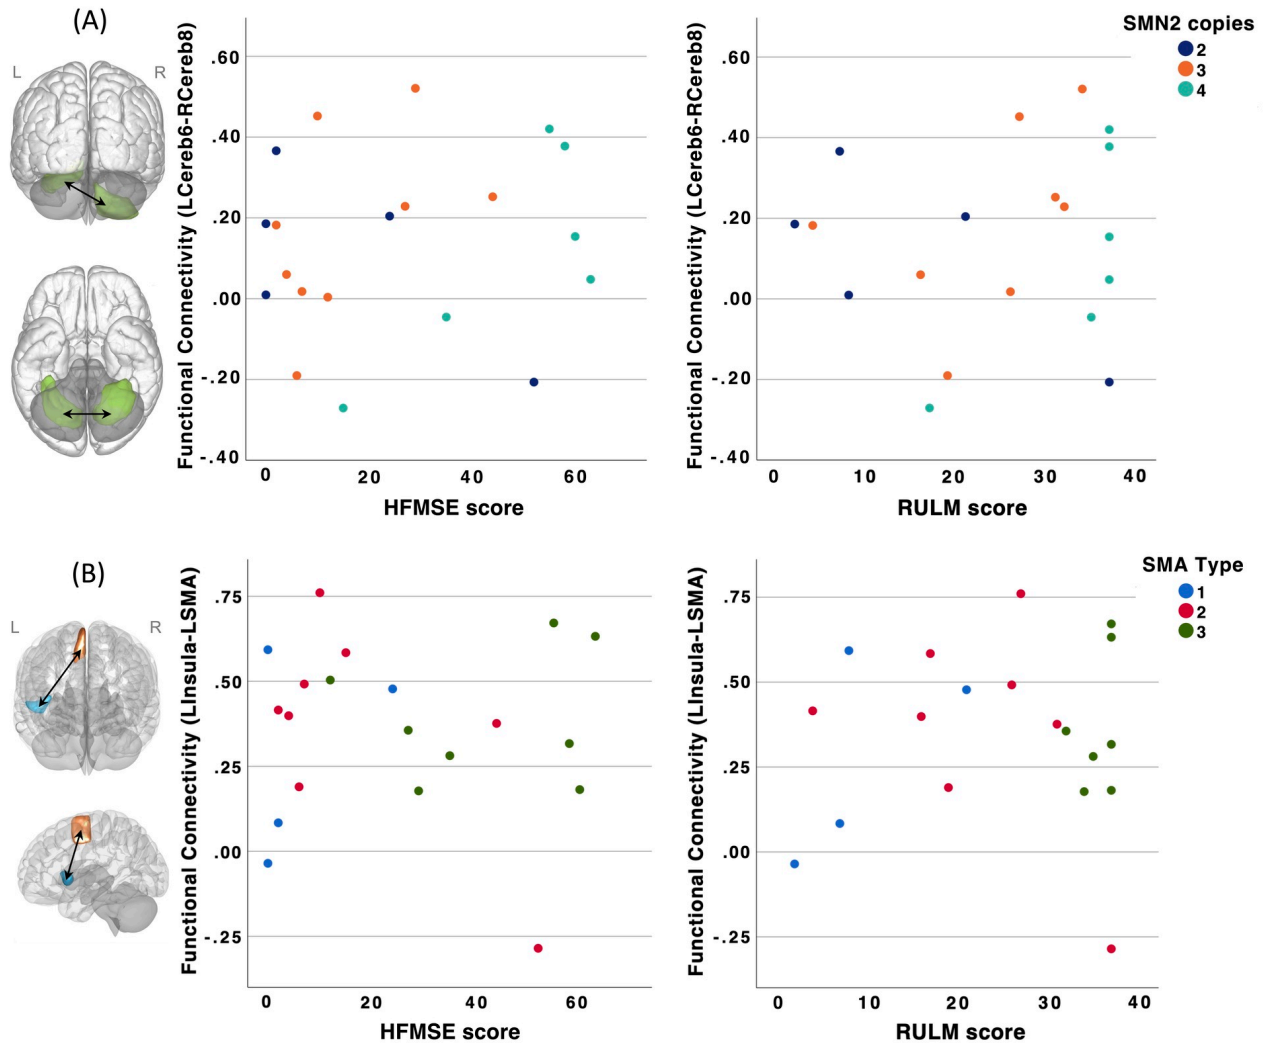 (A)
L
R
Functional Connectivity (LCereb6-RCereb8)
.60
.40
.20
.00
-.20
-.40
0 20 40 60
HFMSE score
Functional Connectivity (LCereb6-RCereb8)
.60
.40
.20
.00
-.20
-.40
0 10 20 30 40
RULM score
SMN2 copies
2
3
4
(B)
L
R
Functional Connectivity (LInsula-LSMA)
.75
.50
.25
.00
-.25
0 20 40 60
HFMSE score
Functional Connectivity (LInsula-LSMA)
.75
.50
.25
.00
-.25
0 10 20 30 40
RULM score
SMA Type
1
2
3